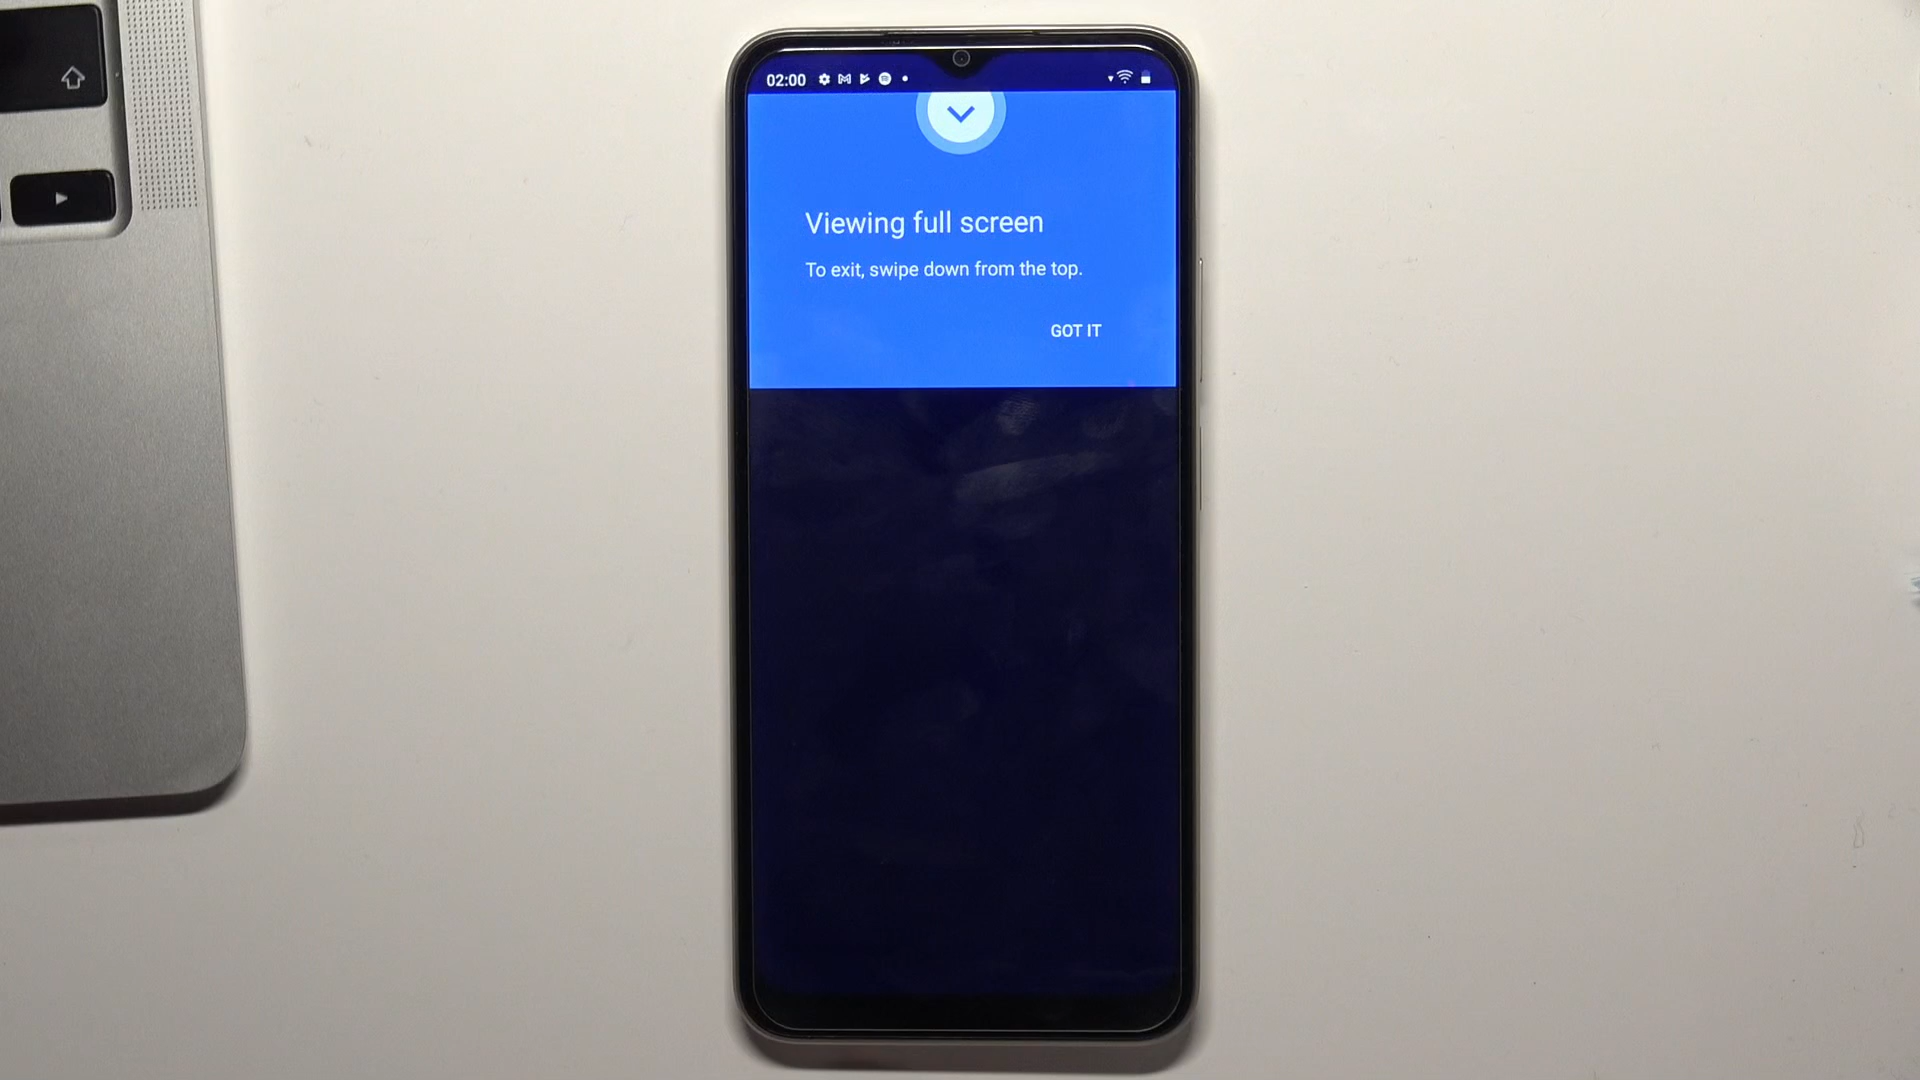 02:00
Viewing full screen
To exit, swipe down from the top.
GOT IT